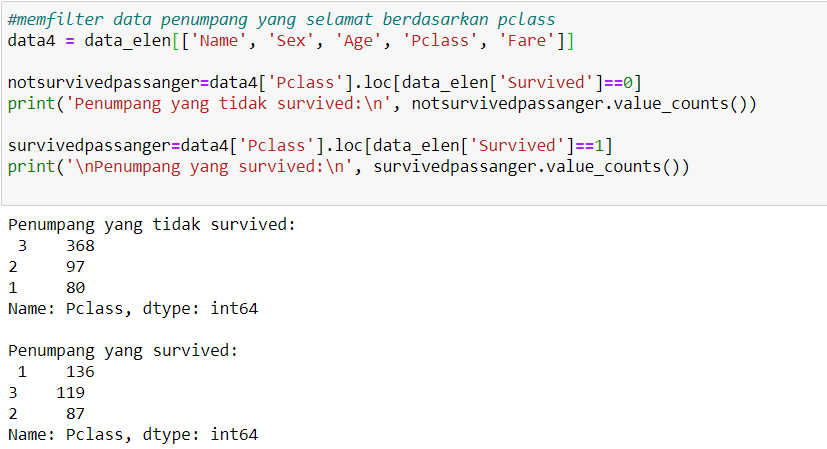 #memfilter data penumpang yang selamat berdasarkan pclass
data4 = data_elen[['Name', 'Sex', 'Age', 'Pclass', 'Fare']]
notsurvivedpassanger=data4['Pclass'].loc[data_elen['Survived']==0]
print('Penumpang yang tidak survived:\n', notsurvivedpassanger.value_counts())
survivedpassanger=data4['Pclass'].loc[data_elen['Survived']==1]
print('\nPenumpang yang survived:\n', survivedpassanger.value_counts())
Penumpang yang tidak survived:
 3    368
2     97
1     80
Name: Pclass, dtype: int64
Penumpang yang survived:
 1    136
3    119
2     87
Name: Pclass, dtype: int64